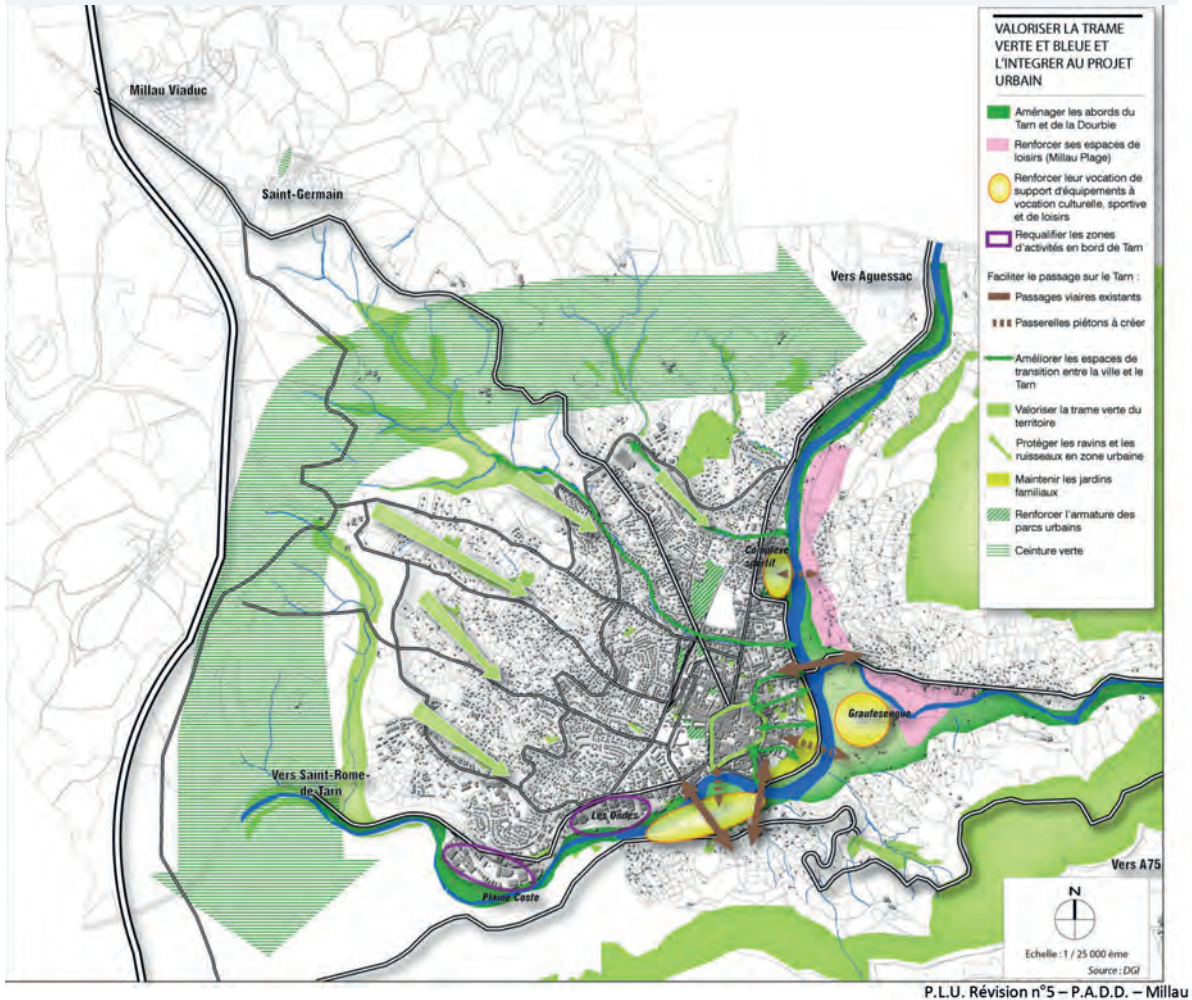 VALORISER LA TRAME
VERTE ET BLEUE ET
L'INTEGRER AU PROJET
URBAIN
Aménager les abords du
Tarn et de la Dourbie
Renforcer ses espaces de
loisirs (Millau Plage)
Renforcer leur vocation de
support d'équipements à
vocation culturelle, sportive
et de loisirs
Requalifier les zones
d'activités en bord de Tarn
Faciliter le passage sur le Tarn :
Passages viaires existants
Passerelles piétons à créer
Améliorer les espaces de
transition entre la ville et le
Tarn
Valoriser la trame verte du
territoire
Protéger les ravins et les
ruisseaux en zone urbaine
Maintenir les jardins
familiaux
Renforcer l'armature des
parcs urbains
Ceinture verte
Millau Viaduc
Saint-Germain
Vers Aguessac
Complexe
sportif
Graufesenque
Vers Saint-Rome-
de-Tarn
Les Ondes
Plaine Coste
Vers A75
N
Echelle : 1 / 25 000 ème
Source : DGI
P.L.U. Révision n°5 – P.A.D.D. – Millau